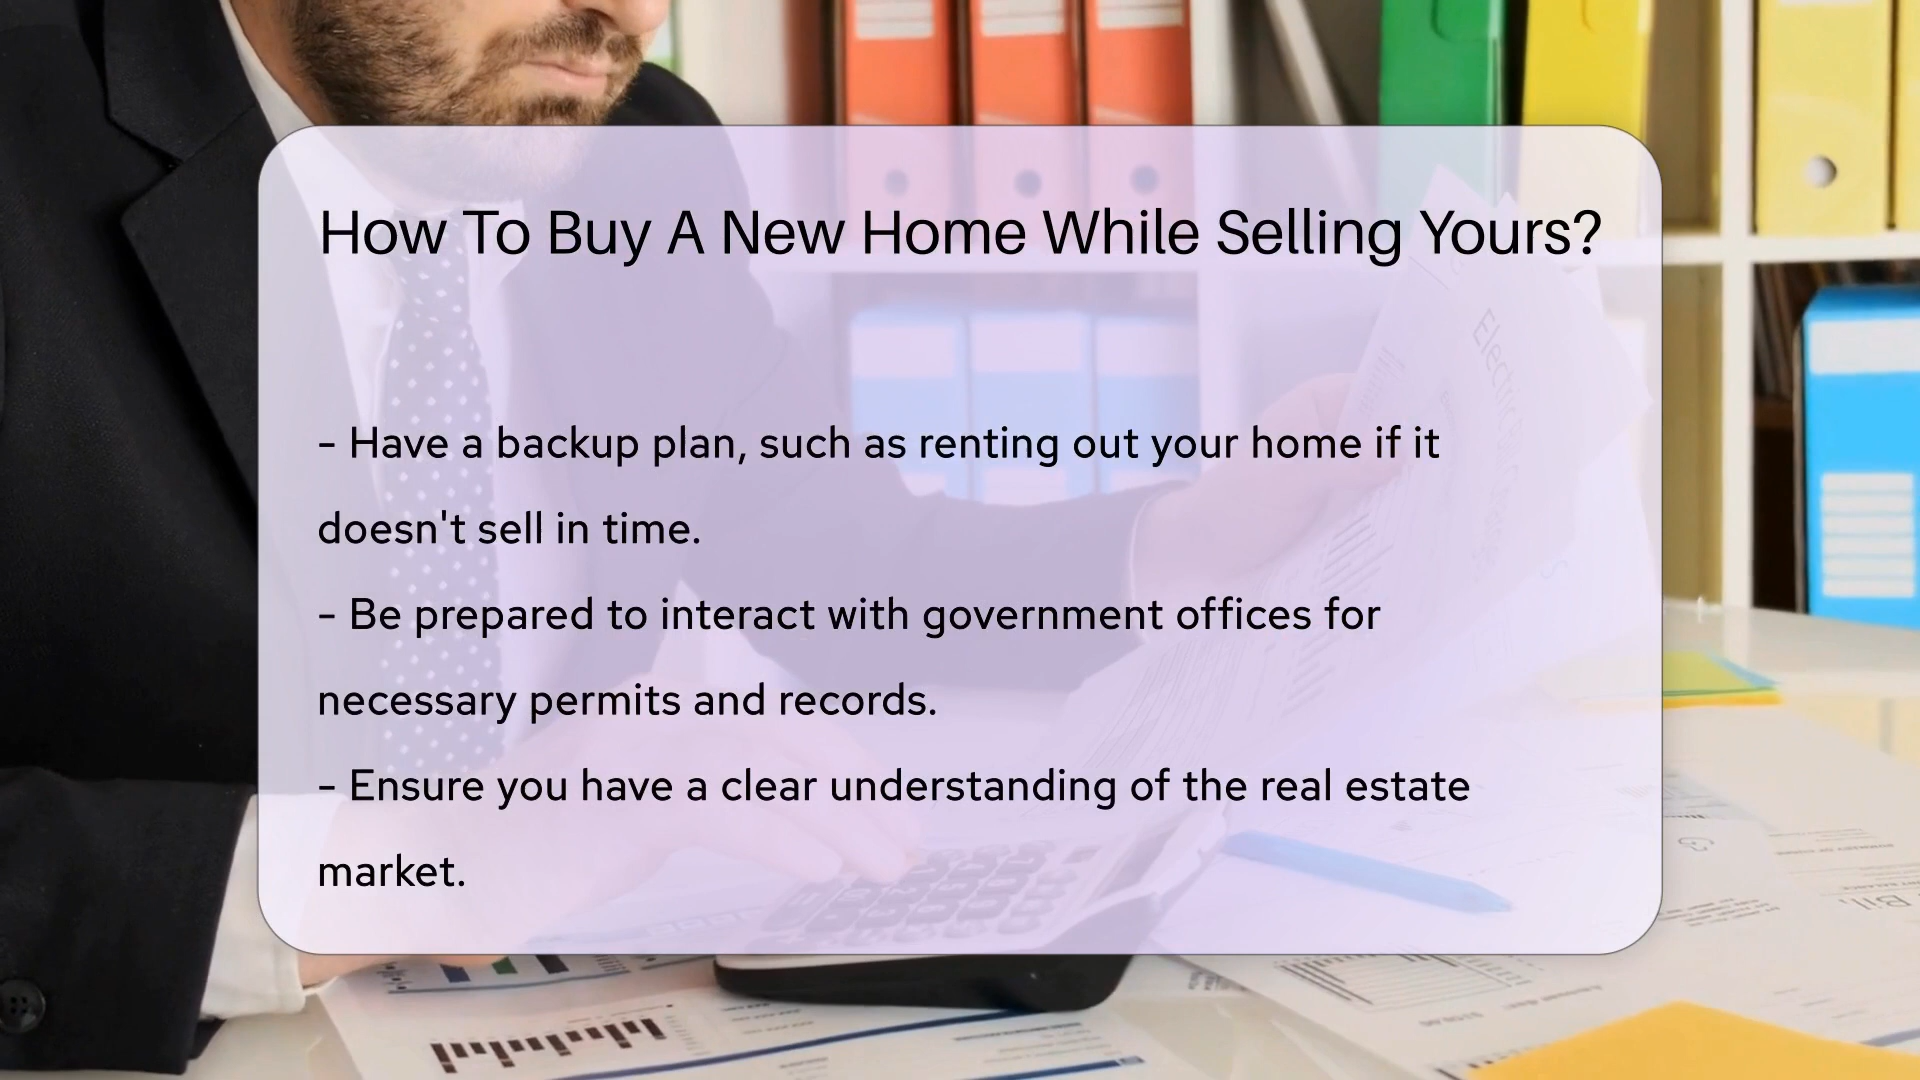 How To Buy A New Home While Selling Yours?
- Have a backup plan, such as renting out your home if it
doesn't sell in time.
- Be prepared to interact with government offices for
necessary permits and records.
- Ensure you have a clear understanding of the real estate
market.